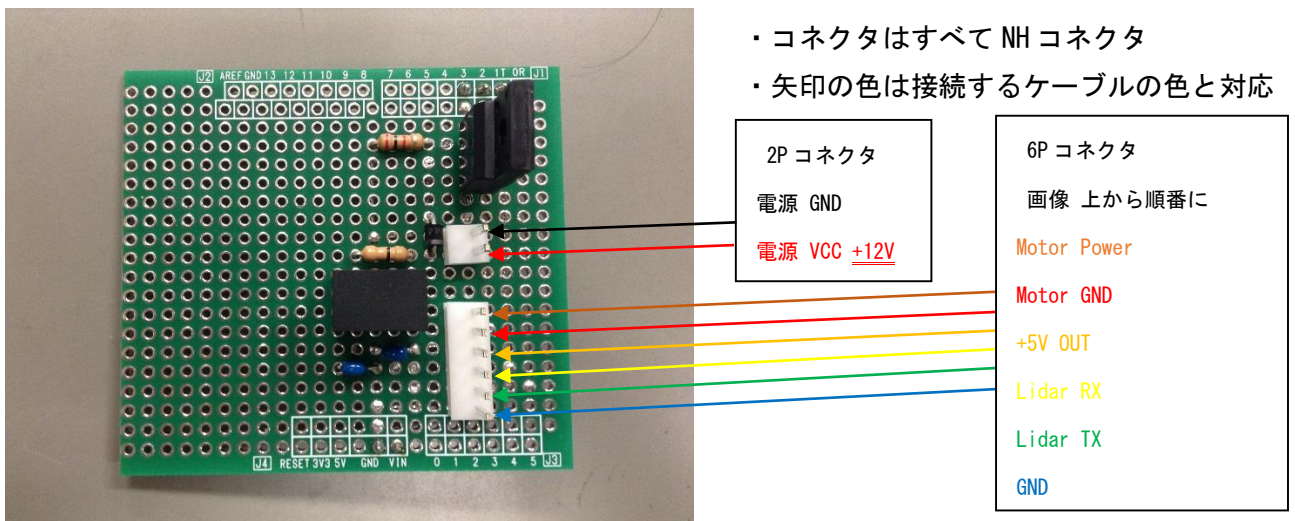 ・コネクタはすべて NH コネクタ
・矢印の色は接続するケーブルの色と対応
2P コネクタ
電源 GND
電源 VCC +12V
6P コネクタ
画像 上から順番に
Motor Power
Motor GND
+5V OUT
Lidar RX
Lidar TX
GND
J2 AREF GND 13 12 11 10 9 8 7 6 5 4 3 2 1T 0R J1
J4 RESET 3V3 5V GND VIN 0 1 2 3 4 5 J3